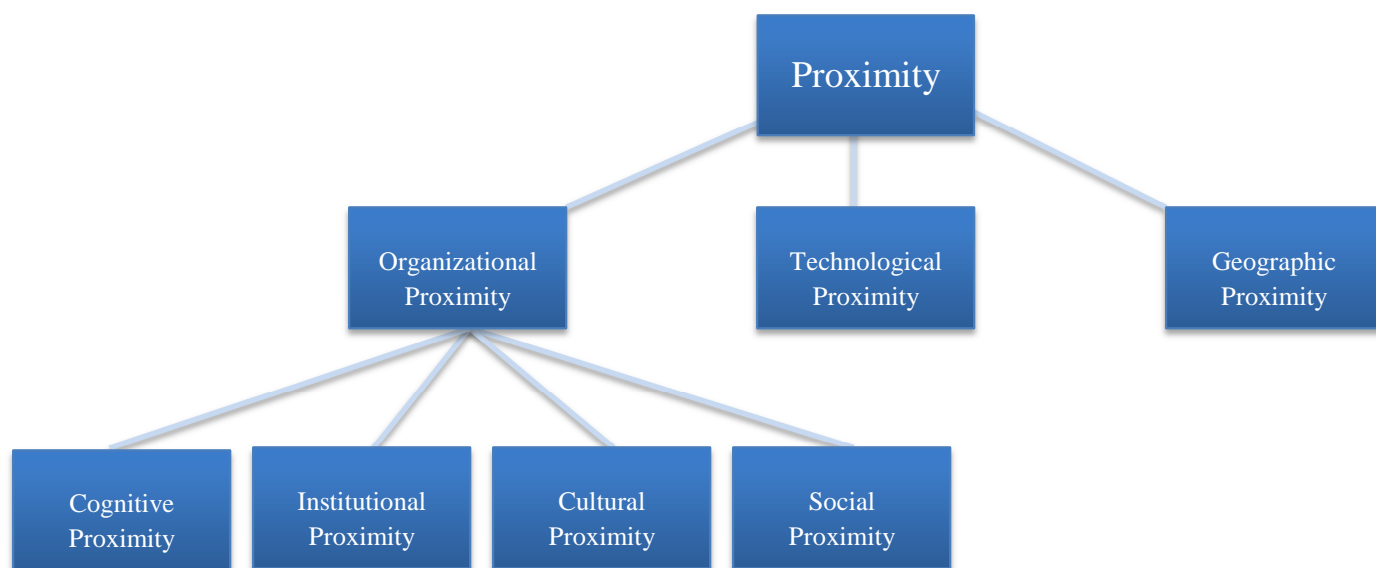 Proximity
Organizational
Proximity
Technological
Proximity
Geographic
Proximity
Cognitive
Proximity
Institutional
Proximity
Cultural
Proximity
Social
Proximity